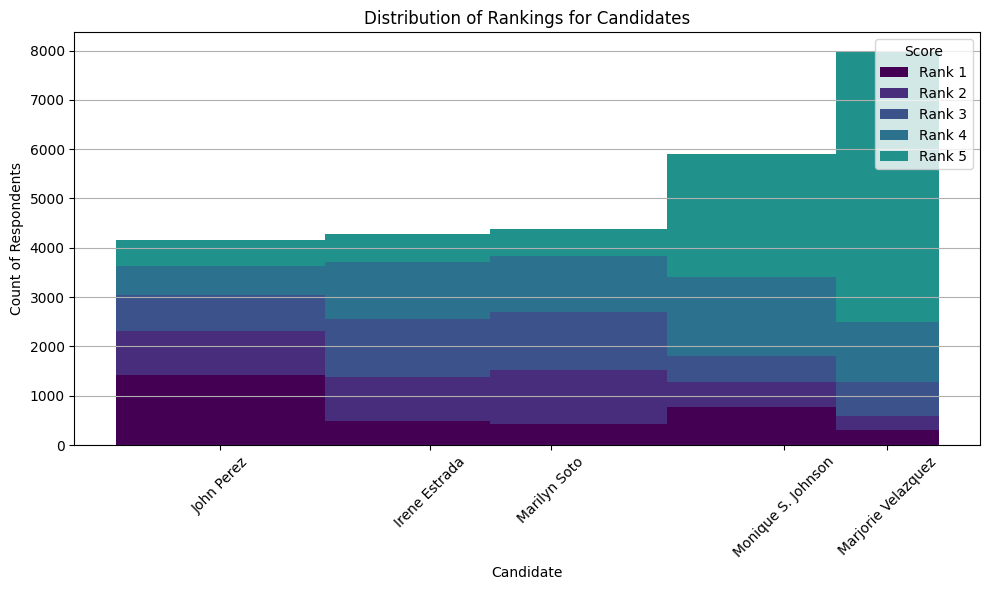 Distribution of Rankings for Candidates
Score
Rank 1
Rank 2
Rank 3
Rank 4
Rank 5
Count of Respondents
8000
7000
6000
5000
4000
3000
2000
1000
0
John Perez
Irene Estrada
Marilyn Soto
Monique S. Johnson
Marjorie Velazquez
Candidate